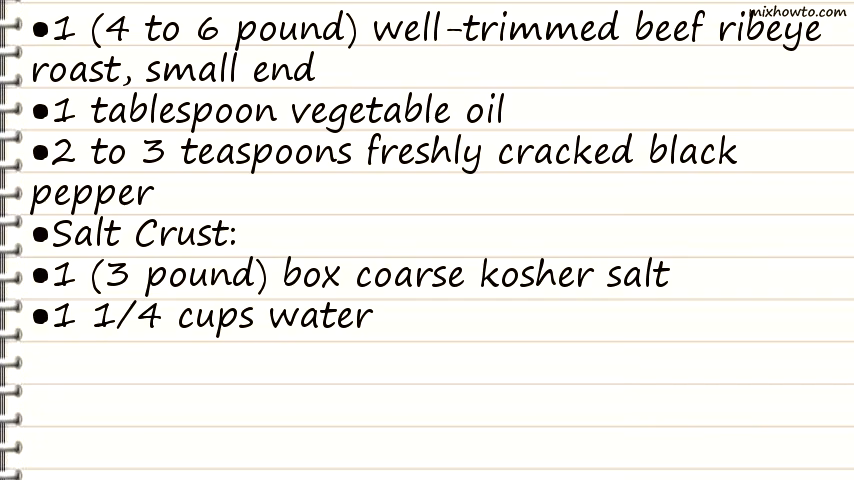 mixhowto.com
•1 (4 to 6 pound) well-trimmed beef ribeye
roast, small end
•1 tablespoon vegetable oil
•2 to 3 teaspoons freshly cracked black
pepper
•Salt Crust:
•1 (3 pound) box coarse kosher salt
•1 1/4 cups water